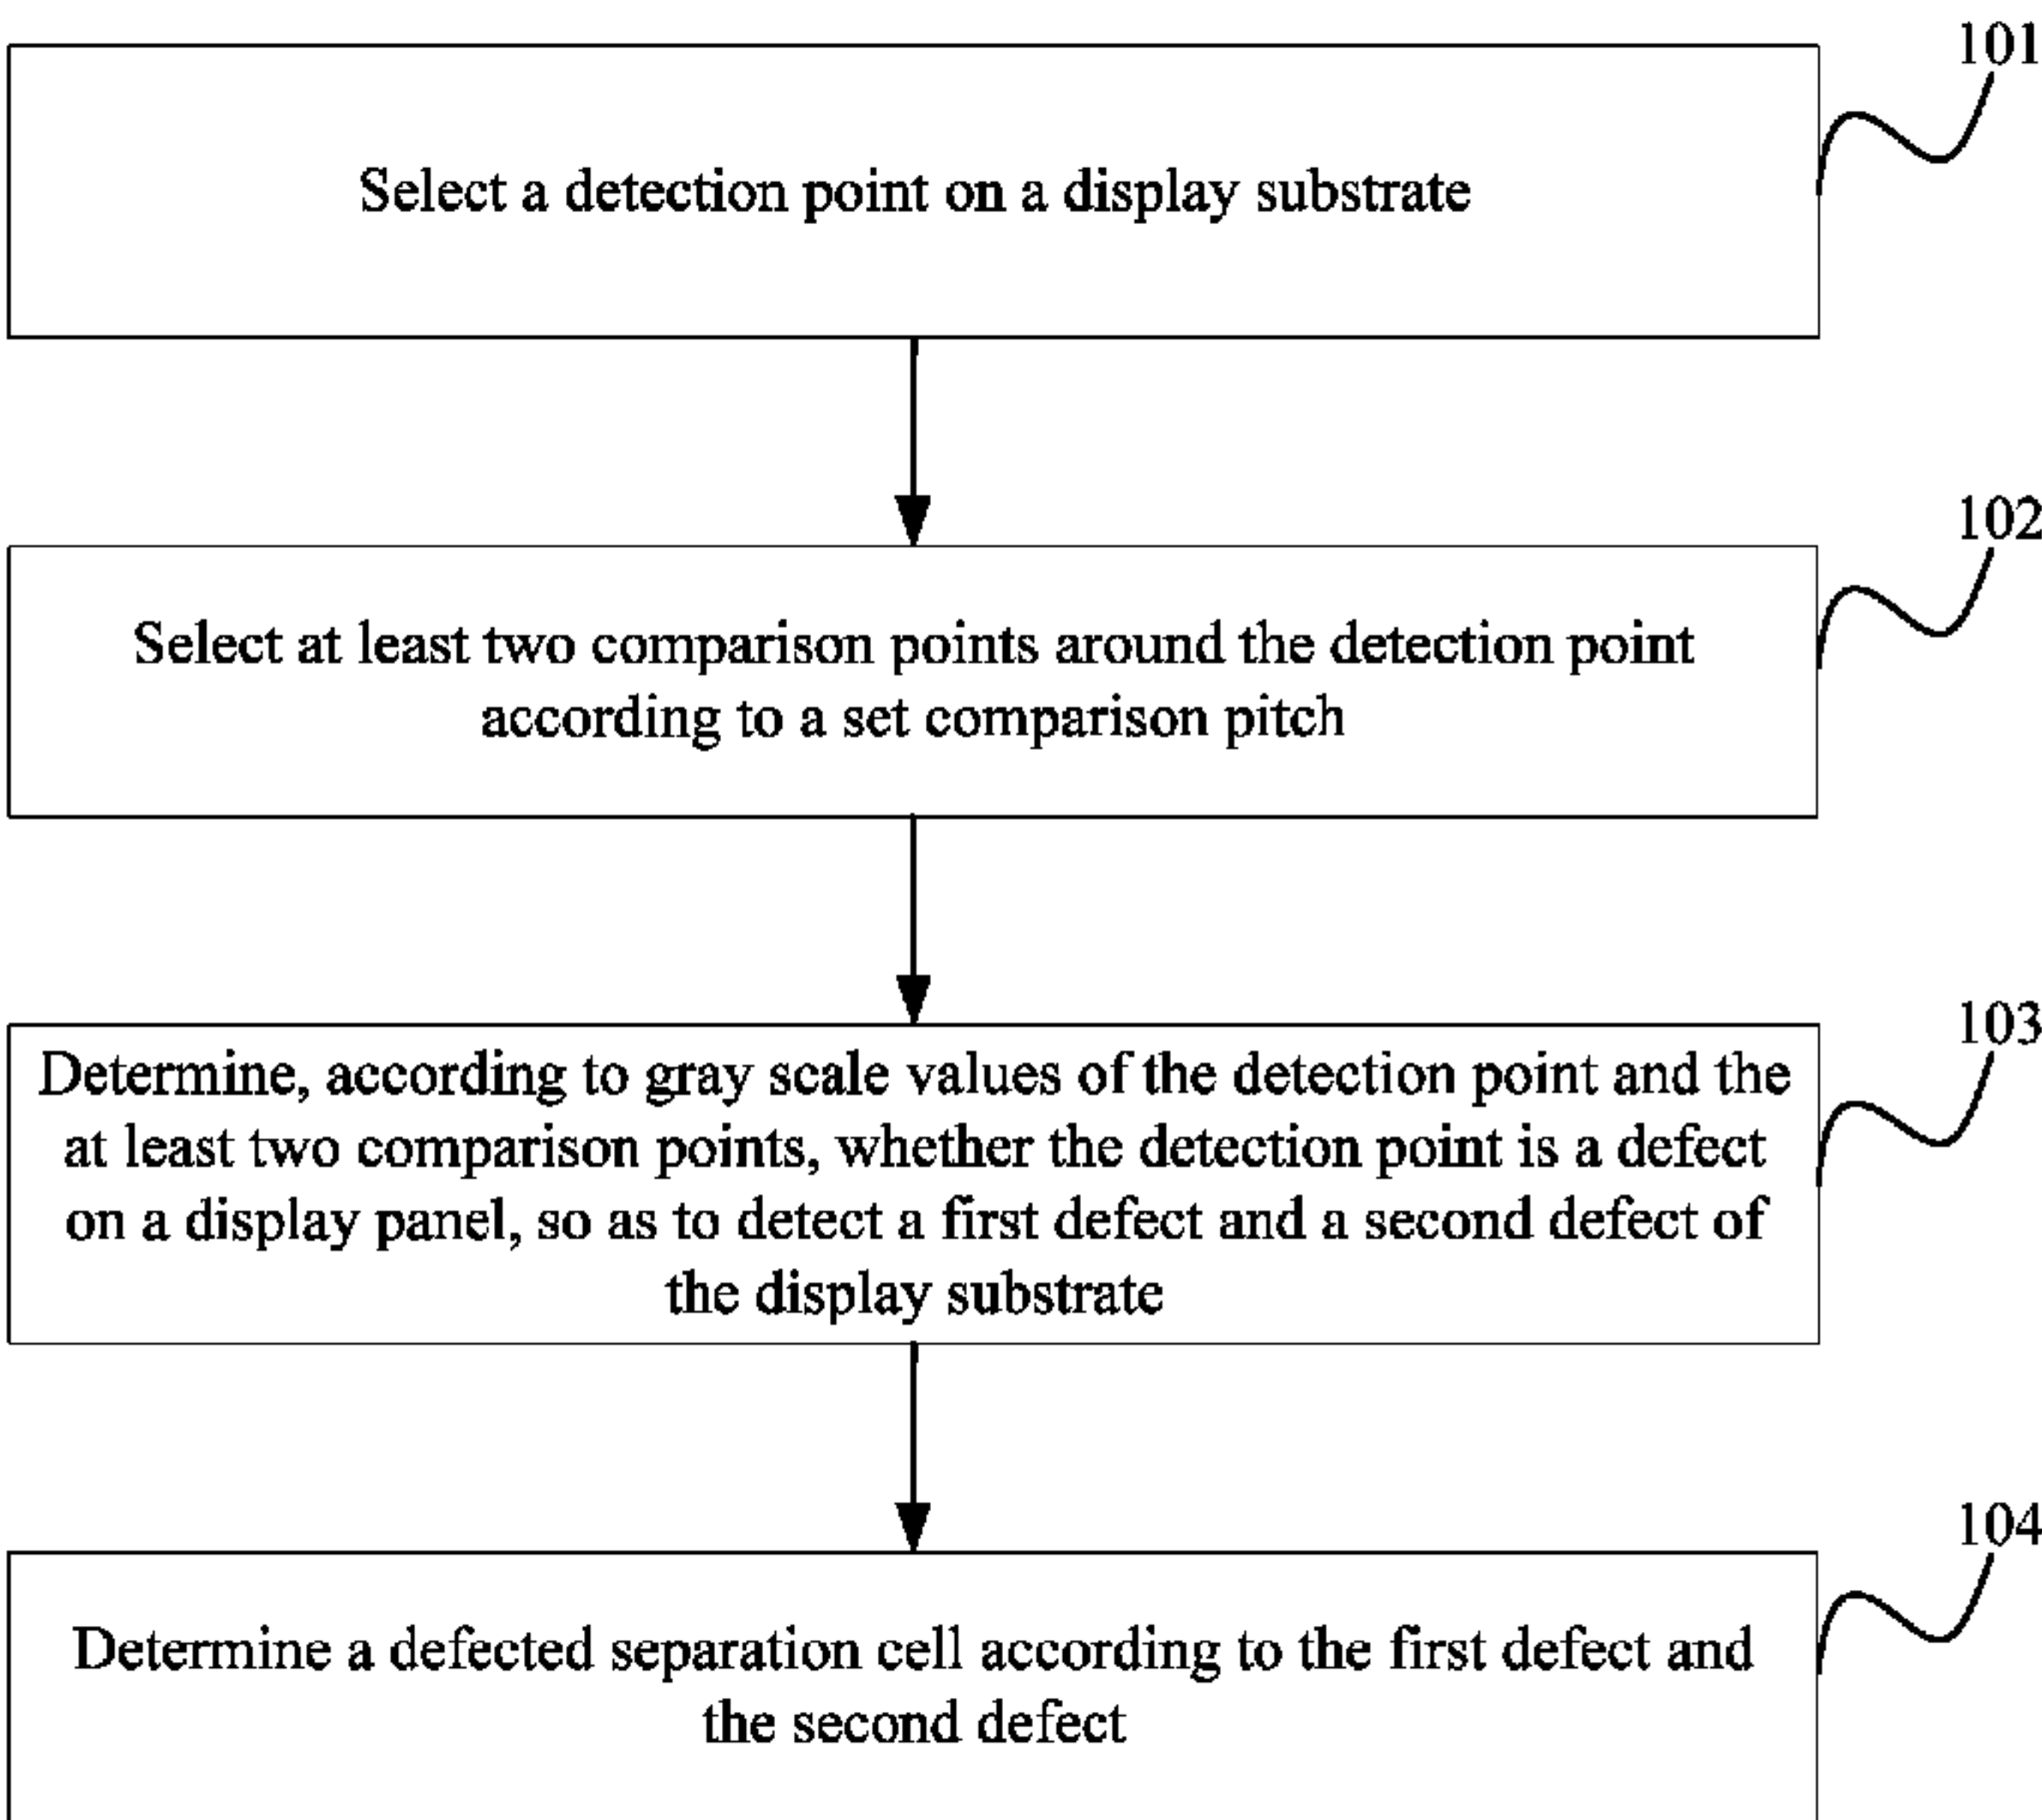 101
Select a detection point on a display substrate
102
Select at least two comparison points around the detection point
according to a set comparison pitch
103
Determine, according to gray scale values of the detection point and the
at least two comparison points, whether the detection point is a defect
on a display panel, so as to detect a first defect and a second defect of
the display substrate
104
Determine a defected separation cell according to the first defect and
the second defect